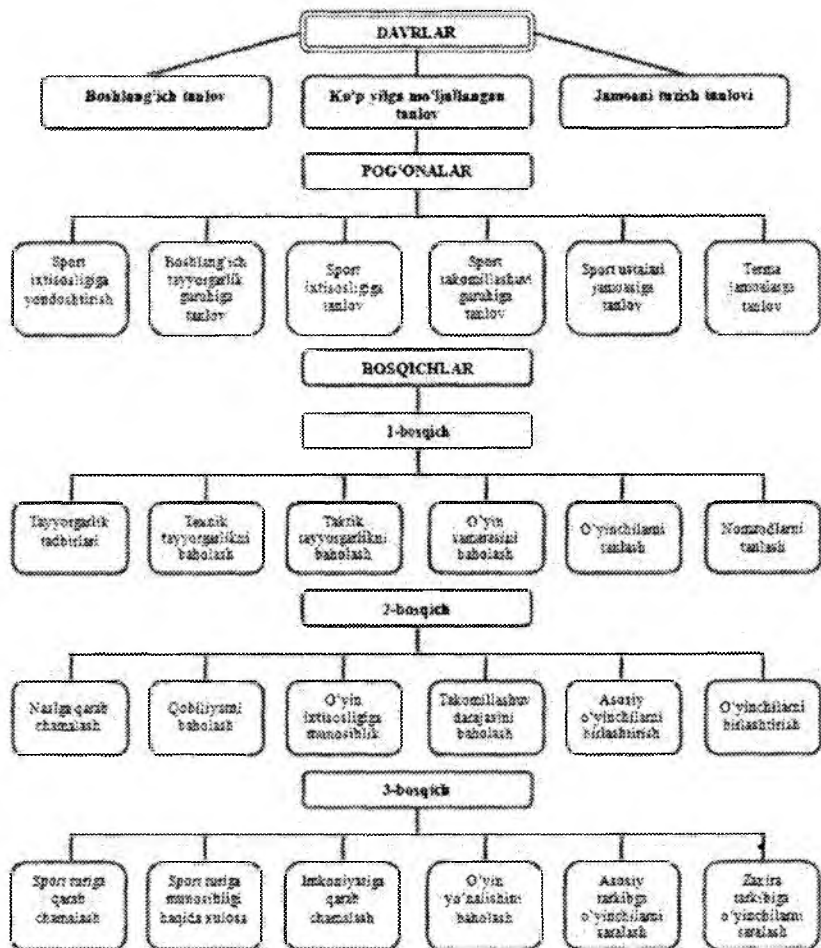 DAVRLAR
Boshlang'ich tanlov
Ko'p yilga mo'ljallangan
tanlov
Jamoani tuzish tanlovi
POG'ONALAR
Sport
ixtisosligiga
yondoshtirish
Boshlang'ich
tayyorgarlik
guruhiga
tanlov
Sport
ixtisosligiga
tanlov
Sport
takomillashuvi
guruhiga
tanlov
Sport ustalari
jamoasiga
tanlov
Terma
jamoalarga
tanlov
BOSQICHLAR
1-bosqich
Tayyorgarlik
tadbirlari
Texnik
tayyorgarlikni
baholash
Taktik
tayyorgarlikni
baholash
O'yin
samarasini
baholash
O'yinchilarni
tanlash
Nomzodlarni
tanlash
2-bosqich
Nasliga qarab
chamalash
Qobiliyatni
baholash
O'yin
ixtisosligiga
munosiblik
Takomillashuv
darajasini
baholash
Asosiy
o'yinchilarni
birlashtirish
O'yinchilarni
birlashtirish
3-bosqich
Sport turiga
qarab
chamalash
Sport turiga
munosibligi
haqida xulosa
Imkoniyatiga
qarab
chamalash
O'yin
yo'nalishini
baholash
Asosiy
tarkibga
o'yinchilarni
saralash
Zaxira
tarkibiga
o'yinchilarni
saralash